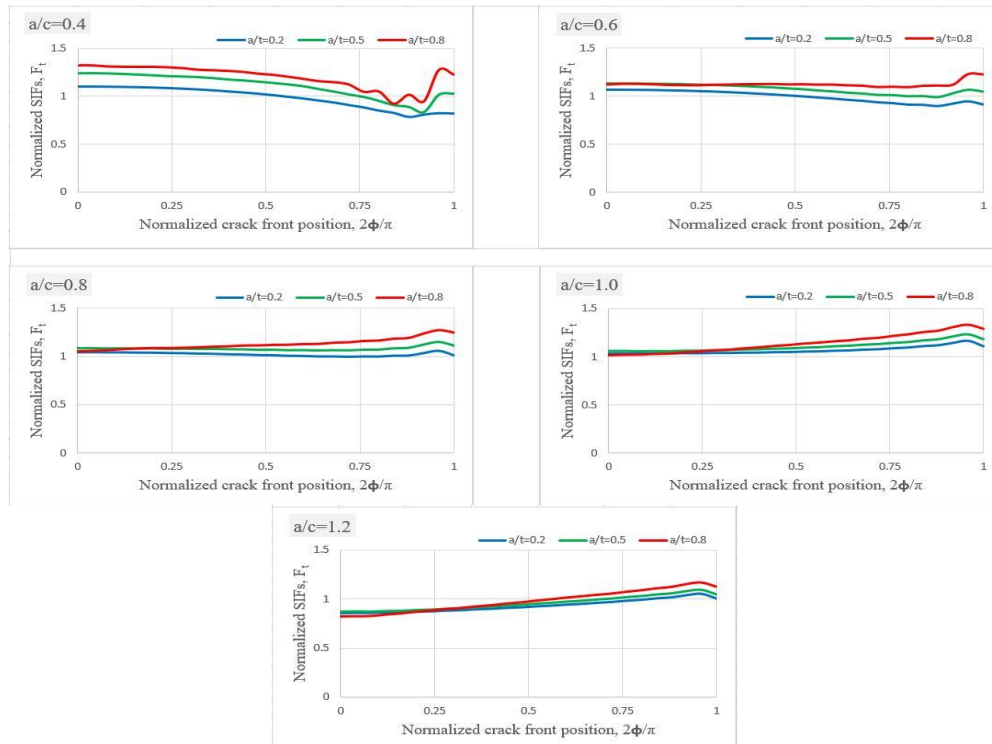 a/c=0.4
a/t=0.2 a/t=0.5 a/t=0.8
Normalized SIFs, Fₜ
1.5
1
0.5
0
0 0.25 0.5 0.75 1
Normalized crack front position, 2ϕ/π
a/c=0.6
a/t=0.2 a/t=0.5 a/t=0.8
Normalized SIFs, Fₜ
1.5
1
0.5
0
0 0.25 0.5 0.75 1
Normalized crack front position, 2ϕ/π
a/c=0.8
a/t=0.2 a/t=0.5 a/t=0.8
Normalized SIFs, Fₜ
1.5
1
0.5
0
0 0.25 0.5 0.75 1
Normalized crack front position, 2ϕ/π
a/c=1.0
a/t=0.2 a/t=0.5 a/t=0.8
Normalized SIFs, Fₜ
1.5
1
0.5
0
0 0.25 0.5 0.75 1
Normalized crack front position, 2ϕ/π
a/c=1.2
a/t=0.2 a/t=0.5 a/t=0.8
Normalized SIFs, Fₜ
1.5
1
0.5
0
0 0.25 0.5 0.75 1
Normalized crack front position, 2ϕ/π